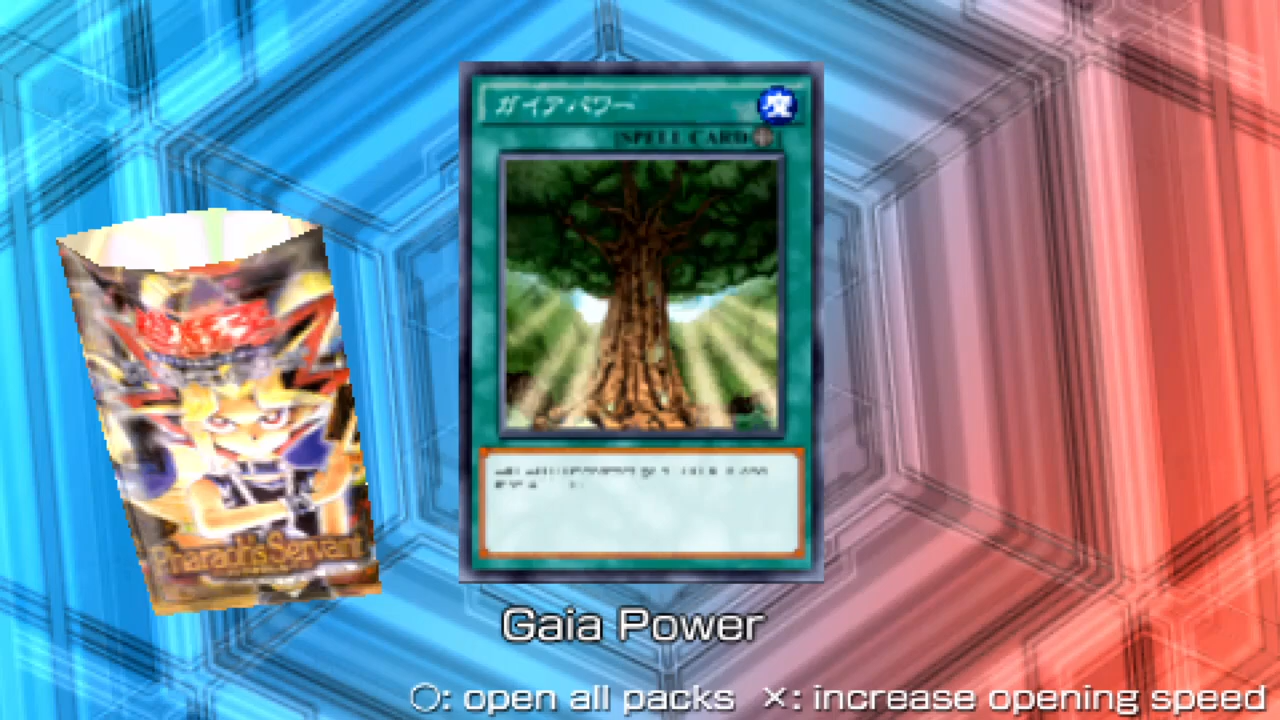 ガイアパワー
SPELL CARD
Pharaoh's Servant
Gaia Power
○: open all packs ×: increase opening speed